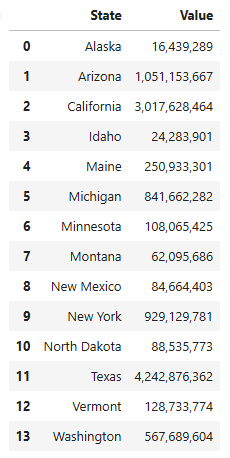 State Value
0 Alaska 16,439,289
1 Arizona 1,051,153,667
2 California 3,017,628,464
3 Idaho 24,283,901
4 Maine 250,933,301
5 Michigan 841,662,282
6 Minnesota 108,065,425
7 Montana 62,095,686
8 New Mexico 84,664,403
9 New York 929,129,781
10 North Dakota 88,535,773
11 Texas 4,242,876,362
12 Vermont 128,733,774
13 Washington 567,689,604